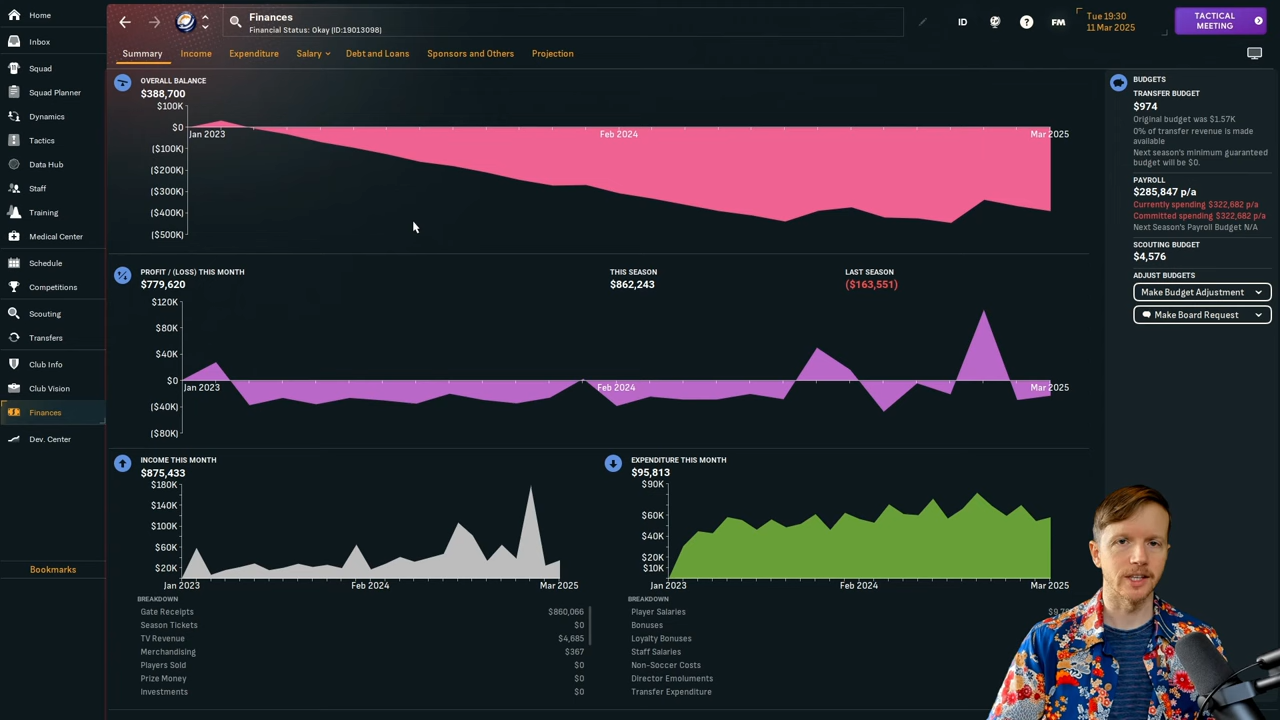 Home
Inbox
Squad
Squad Planner
Dynamics
Tactics
Data Hub
Staff
Training
Medical Center
Schedule
Competitions
Scouting
Transfers
Club Info
Club Vision
Finances
Dev. Center
Bookmarks
Finances
Financial Status: Okay (ID:19013098)
ID
?
FM
Tue 19:30
11 Mar 2025
TACTICAL
MEETING
Summary
Income
Expenditure
Salary
Debt and Loans
Sponsors and Others
Projection
OVERALL BALANCE
$388,700
$100K
$0
($100K)
($200K)
($300K)
($400K)
($500K)
Jan 2023
Feb 2024
Mar 2025
PROFIT / (LOSS) THIS MONTH
$779,620
THIS SEASON
$862,243
LAST SEASON
($163,551)
$120K
$80K
$40K
$0
($40K)
($80K)
Jan 2023
Feb 2024
Mar 2025
INCOME THIS MONTH
$875,433
$180K
$140K
$100K
$60K
$20K
Jan 2023
Feb 2024
Mar 2025
BREAKDOWN
Gate Receipts $860,066
Season Tickets $0
TV Revenue $4,685
Merchandising $367
Players Sold $0
Prize Money $0
Investments $0
EXPENDITURE THIS MONTH
$95,813
$90K
$60K
$40K
$20K
$10K
Jan 2023
Feb 2024
Mar 2025
BREAKDOWN
Player Salaries
Bonuses
Loyalty Bonuses
Staff Salaries
Non-Soccer Costs
Director Emoluments
Transfer Expenditure
BUDGETS
TRANSFER BUDGET
$974
Original budget was $1.57K
0% of transfer revenue is made
available
Next season's minimum guaranteed
budget will be $0.
PAYROLL
$285,847 p/a
Currently spending $322,682 p/a
Committed spending $322,682 p/a
Next Season's Payroll Budget N/A
SCOUTING BUDGET
$4,576
ADJUST BUDGETS
Make Budget Adjustment
Make Board Request